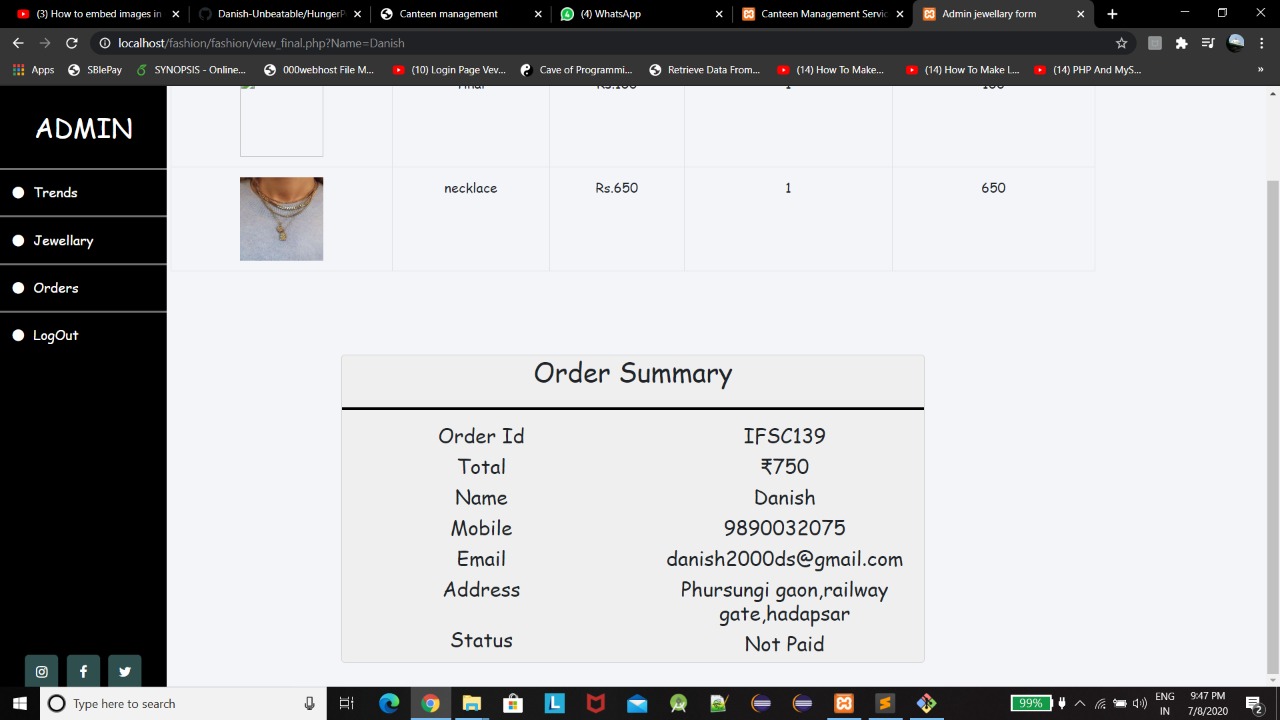 (3) How to embed images in
Danish-Unbeatable/HungerP
Canteen management
(4) WhatsApp
Canteen Management Servic
Admin jewellary form
localhost/fashion/fashion/view_final.php?Name=Danish
Apps
SBlePay
SYNOPSIS - Online...
000webhost File M...
(10) Login Page Vev...
Cave of Programmi...
Retrieve Data From...
(14) How To Make...
(14) How To Make L...
(14) PHP And MyS...
»
ADMIN
Trends
Jewellary
Orders
LogOut
Rs.100 1 100
necklace Rs.650 1 650
Order Summary
Order Id IFSC139
Total ₹750
Name Danish
Mobile 9890032075
Email danish2000ds@gmail.com
Address Phursungi gaon,railway
gate,hadapsar
Status Not Paid
Type here to search
99%
ENG
IN
9:47 PM
7/8/2020
2